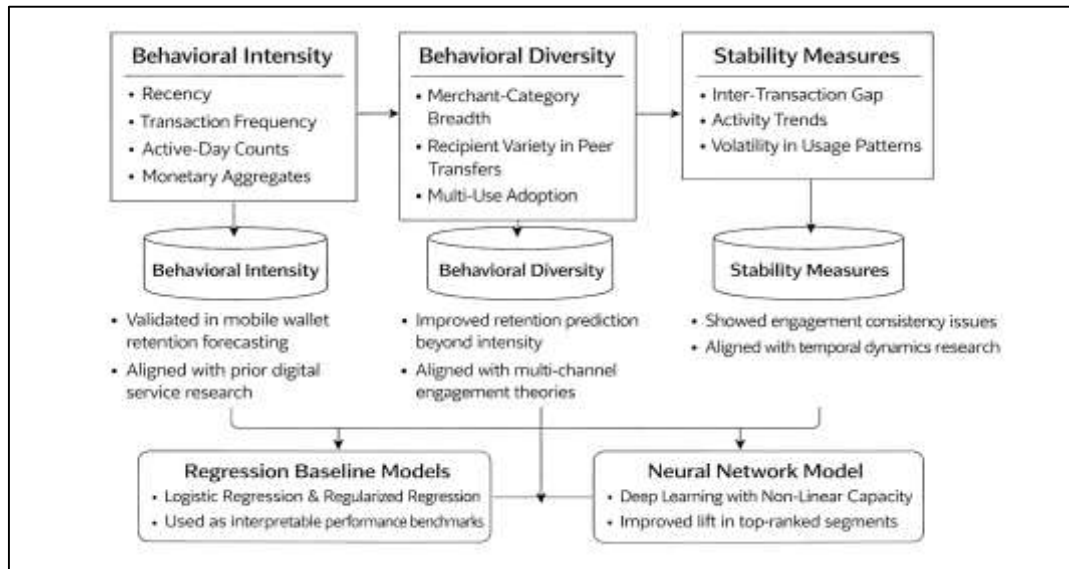 Behavioral Intensity
• Recency
• Transaction Frequency
• Active-Day Counts
• Monetary Aggregates
Behavioral Diversity
• Merchant-Category
Breadth
• Recipient Variety in Peer
Transfers
• Multi-Use Adoption
Stability Measures
• Inter-Transaction Gap
• Activity Trends
• Volatility in Usage Patterns
Behavioral Intensity
• Validated in mobile wallet
retention forecasting
• Aligned with prior digital
service research
Behavioral Diversity
• Improved retention prediction
beyond intensity
• Aligned with multi-channel
engagement theories
Stability Measures
• Showed engagement consistency issues
• Aligned with temporal dynamics research
Regression Baseline Models
• Logistic Regression & Regularized Regression
• Used as interpretable performance benchmarks
Neural Network Model
• Deep Learning with Non-Linear Capacity
• Improved lift in top-ranked segments